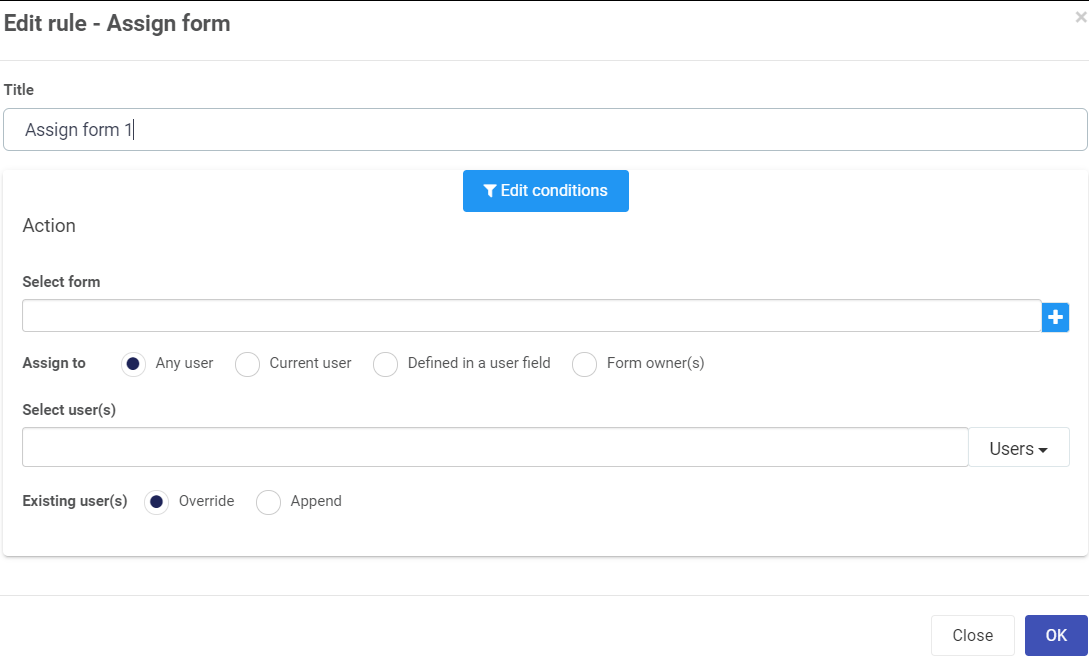 Edit rule - Assign form
×
Title
Assign form 1
Edit conditions
Action
Select form
Assign to Any user Current user Defined in a user field Form owner(s)
Select user(s)
Users
Existing user(s) Override Append
Close OK